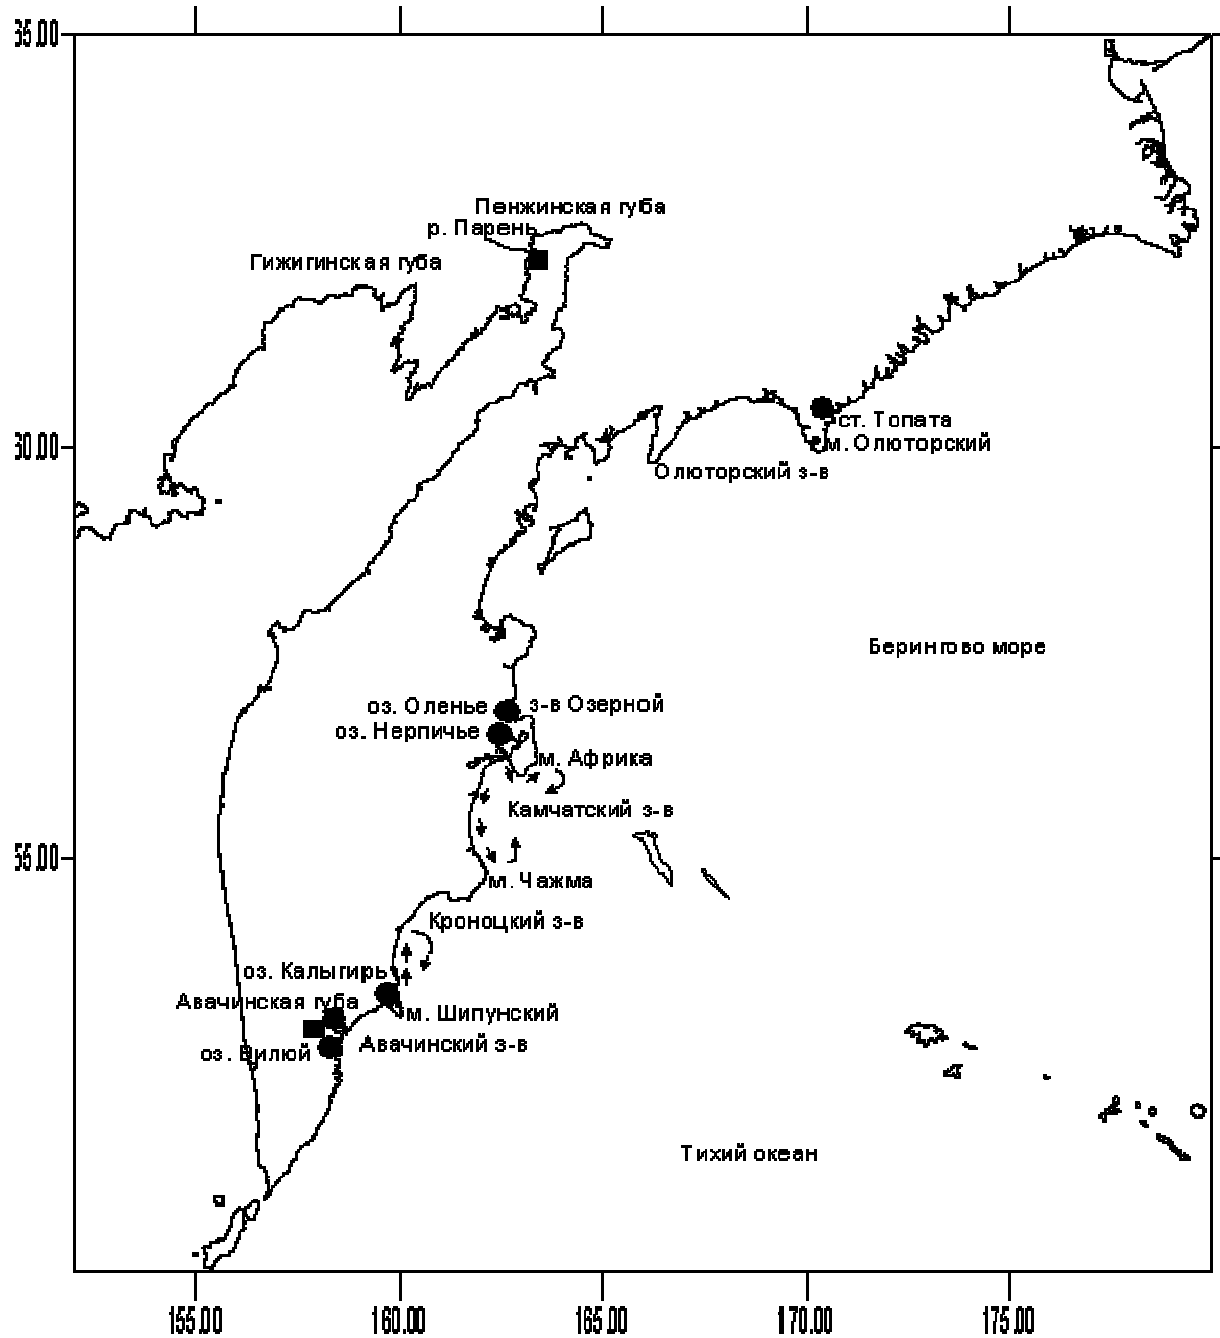 65.00
Пенжинская губа
р. Парень
Гижигинская губа
ст. Топата
60.00
м. Олюторский
Олюторский з-в
Берингово море
оз. Оленье
з-в Озерной
оз. Нерпичье
м. Африка
Камчатский з-в
55.00
м. Чажма
Кроноцкий з-в
оз. Калыгирь
Авачинская губа
м. Шипунский
Авачинский з-в
оз. Вилюй
Тихий океан
155.00
160.00
165.00
170.00
175.00